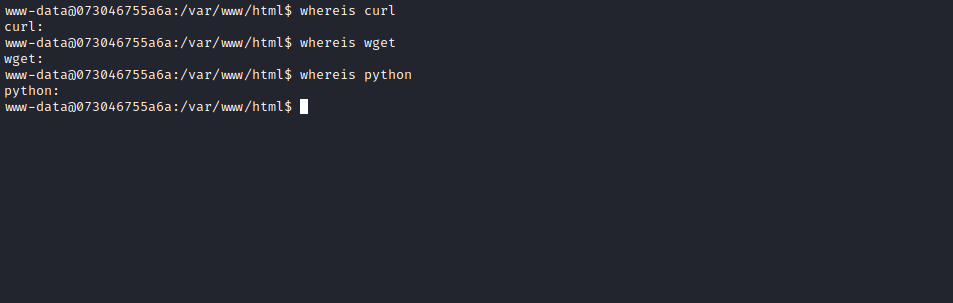 www-data@073046755a6a:/var/www/html$ whereis curl
curl:
www-data@073046755a6a:/var/www/html$ whereis wget
wget:
www-data@073046755a6a:/var/www/html$ whereis python
python:
www-data@073046755a6a:/var/www/html$